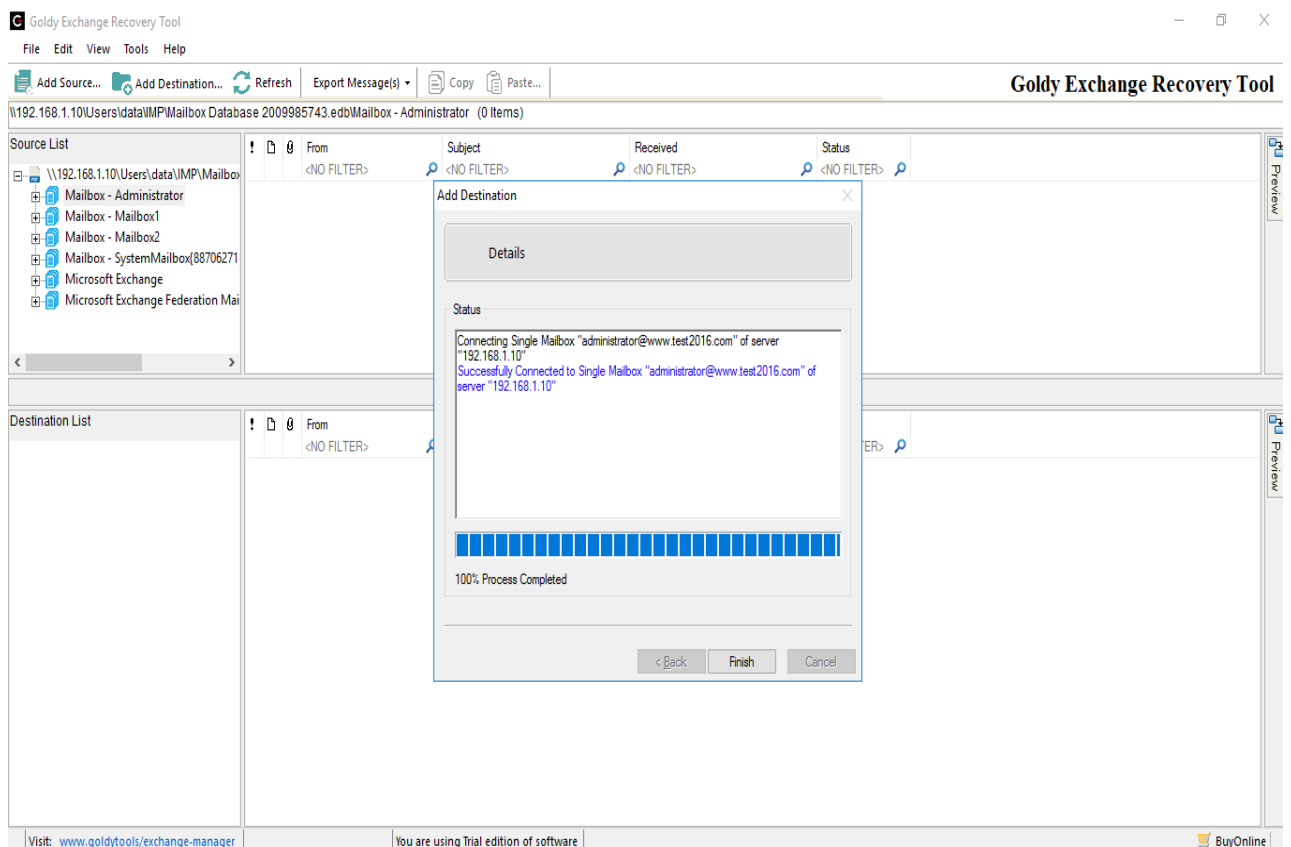 Goldy Exchange Recovery Tool
File Edit View Tools Help
Add Source... Add Destination... Refresh Export Message(s) Copy Paste...
Goldy Exchange Recovery Tool
\\192.168.1.10\Users\data\IMP\Mailbox Database 2009985743.edb\Mailbox - Administrator (0 Items)
Source List
\\192.168.1.10\Users\data\IMP\Mailbox
Mailbox - Administrator
Mailbox - Mailbox1
Mailbox - Mailbox2
Mailbox - SystemMailbox{88706271
Microsoft Exchange
Microsoft Exchange Federation Mai
! From Subject Received Status
<NO FILTER> <NO FILTER> <NO FILTER> <NO FILTER>
Preview
Add Destination
Details
Status
Connecting Single Mailbox "administrator@www.test2016.com" of server
"192.168.1.10"
Successfully Connected to Single Mailbox "administrator@www.test2016.com" of
server "192.168.1.10"
100% Process Completed
< Back Finish Cancel
Destination List
! From
<NO FILTER> TER>
Preview
Visit: www.goldytools/exchange-manager
You are using Trial edition of software
BuyOnline